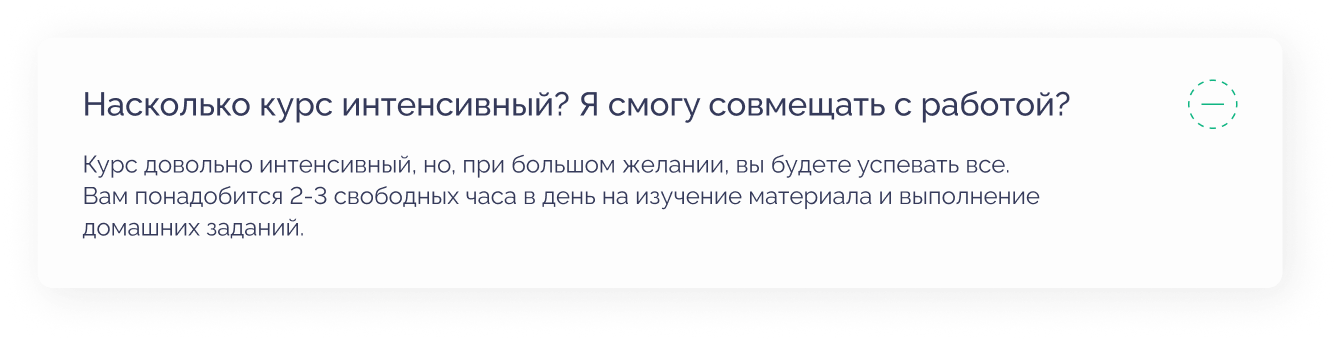 Насколько курс интенсивный? Я смогу совмещать с работой?
Курс довольно интенсивный, но, при большом желании, вы будете успевать все.
Вам понадобится 2-3 свободных часа в день на изучение материала и выполнение
домашних заданий.